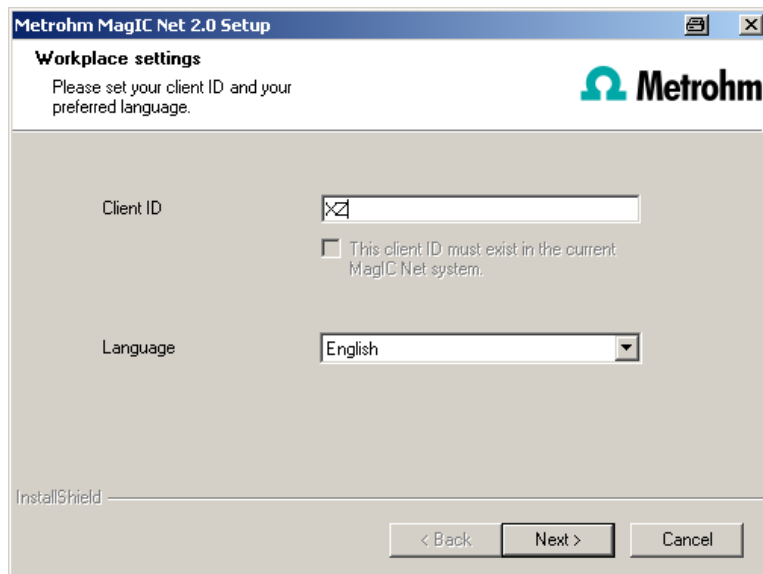 Metrohm MagIC Net 2.0 Setup
Workplace settings
Please set your client ID and your
preferred language.
Metrohm
Client ID
XZ
This client ID must exist in the current
MagIC Net system.
Language
English
InstallShield
< Back
Next >
Cancel